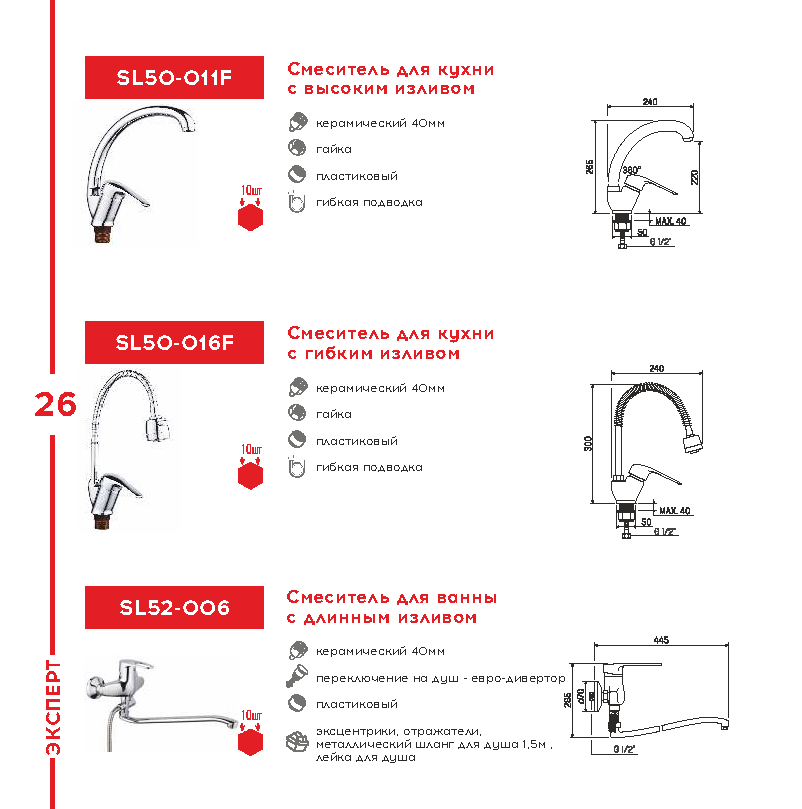 SL50-011F
Смеситель для кухни
с высоким изливом
керамический 40мм
гайка
пластиковый
гибкая подводка
10шт
240
265
360°
220
MAX. 40
50
G 1/2"
SL50-016F
Смеситель для кухни
с гибким изливом
керамический 40мм
гайка
пластиковый
гибкая подводка
10шт
240
300
MAX. 40
50
G 1/2"
26
SL52-006
Смеситель для ванны
с длинным изливом
керамический 40мм
переключение на душ - евро-дивертор
пластиковый
эксцентрики, отражатели,
металлический шланг для душа 1,5м ,
лейка для душа
10шт
445
265
∅70
G 1/2"
ЭКСПЕРТ